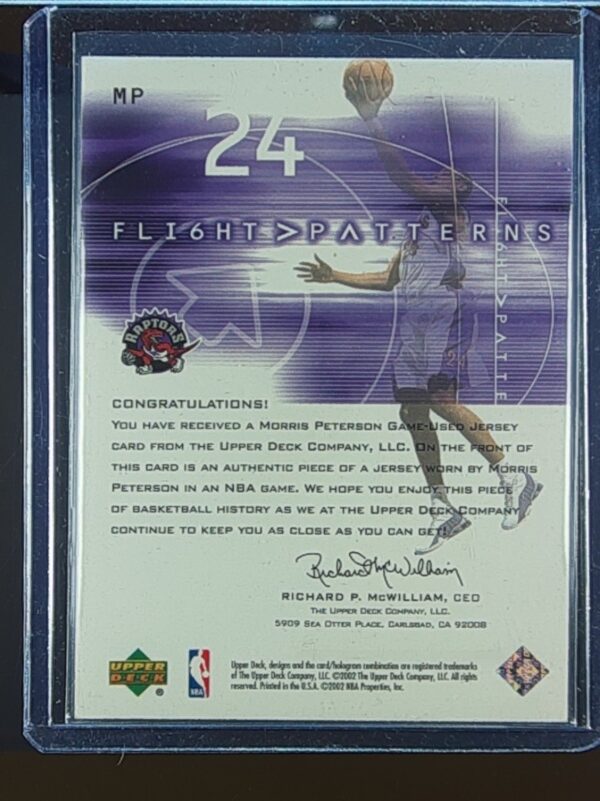 MP
24
FLI6HT>PATTERNS
FLI6HT>PATTE
RAPTORS
CONGRATULATIONS!
YOU HAVE RECEIVED A MORRIS PETERSON GAME-USED JERSEY
CARD FROM THE UPPER DECK COMPANY, LLC. ON THE FRONT OF
THIS CARD IS AN AUTHENTIC PIECE OF A JERSEY WORN BY MORRIS
PETERSON IN AN NBA GAME. WE HOPE YOU ENJOY THIS PIECE
OF BASKETBALL HISTORY AS WE AT THE UPPER DECK COMPANY
CONTINUE TO KEEP YOU AS CLOSE AS YOU CAN GET!
Richard McWilliam
RICHARD P. MCWILLIAM, CEO
THE UPPER DECK COMPANY, LLC.
5909 SEA OTTER PLACE, CARLSBAD, CA 92008
UPPER DECK ®
NBA
Upper Deck, designs and the card/hologram combination are registered trademarks
of The Upper Deck Company, LLC. ©2002 The Upper Deck Company, LLC. All rights
reserved. Printed in the U.S.A. ©2002 NBA Properties, Inc.